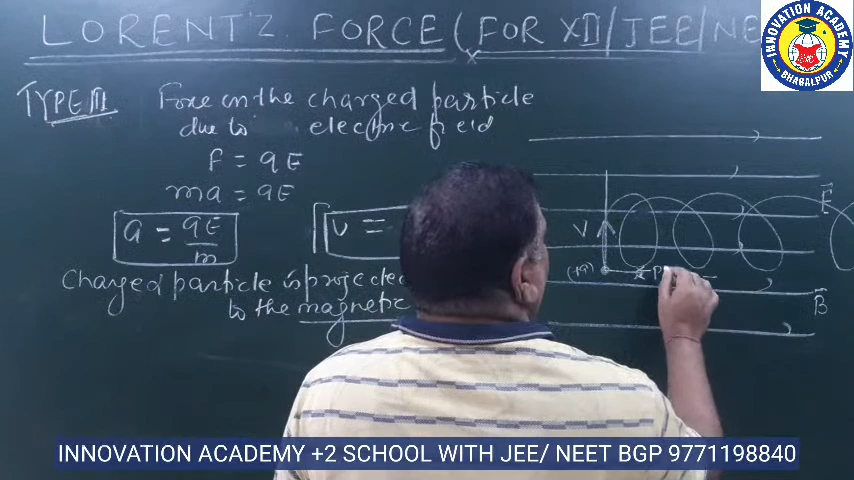 LORENT'Z FORCE (FOR XII/JEE/NE
INNOVATION ACADEMY
BHAGALPUR
TYPE III Force on the charged particle
due to electric field
F = qE
ma = qE
a = qE/m
V =
Charged particle is projected
to the magnetic
V
E
(+q)
B
INNOVATION ACADEMY +2 SCHOOL WITH JEE/ NEET BGP 9771198840